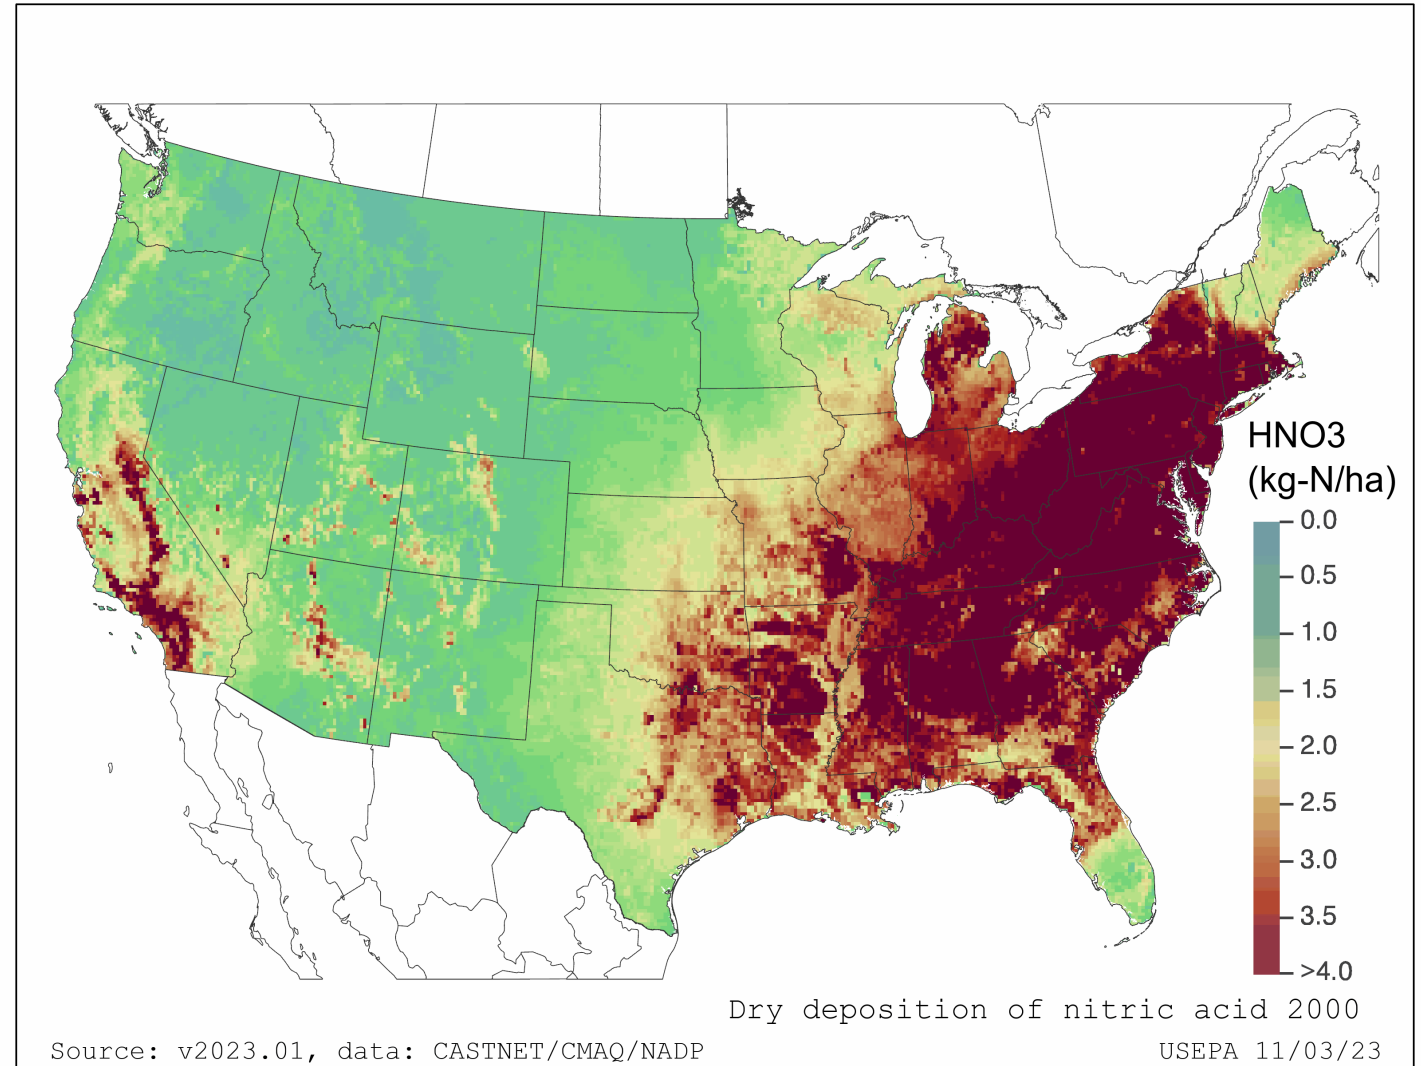 HNO3
(kg-N/ha)
0.0
0.5
1.0
1.5
2.0
2.5
3.0
3.5
>4.0
Dry deposition of nitric acid 2000
Source: v2023.01, data: CASTNET/CMAQ/NADP
USEPA 11/03/23